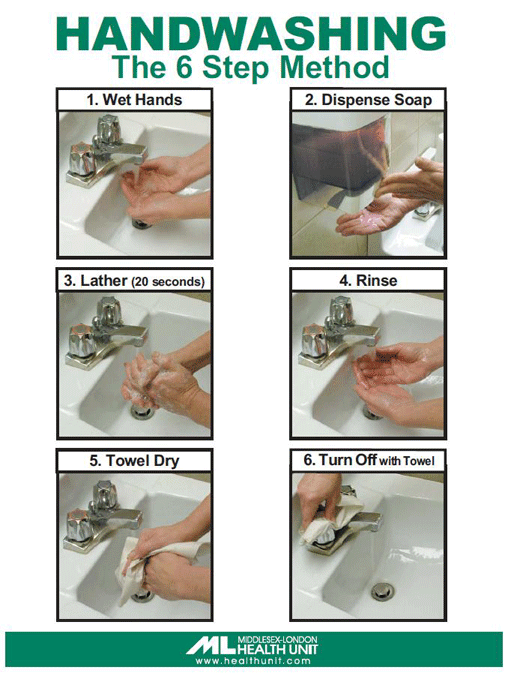 HANDWASHING
The 6 Step Method
1. Wet Hands
2. Dispense Soap
3. Lather (20 seconds)
4. Rinse
5. Towel Dry
6. Turn Off with Towel
ML MIDDLESEX-LONDON
HEALTH UNIT
www.healthunit.com